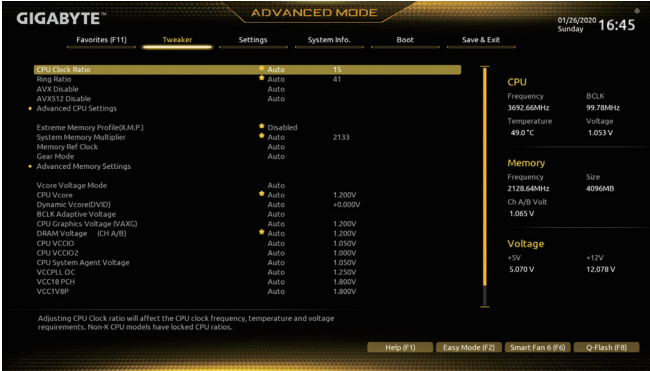 GIGABYTE™
ADVANCED MODE
01/26/2020 Sunday 16:45
Favorites (F11) Tweaker Settings System Info. Boot Save & Exit
CPU Clock Ratio Auto 15
Ring Ratio Auto 41
AVX Disable Auto
AVX512 Disable Auto
Advanced CPU Settings
Extreme Memory Profile(X.M.P.) Disabled
System Memory Multiplier Auto 2133
Memory Ref Clock Auto
Gear Mode Auto
Advanced Memory Settings
Vcore Voltage Mode Auto
CPU Vcore Auto 1.200V
Dynamic Vcore(DVID) Auto +0.000V
BCLK Adaptive Voltage Auto
CPU Graphics Voltage (VAXG) Auto 1.200V
DRAM Voltage (CH A/B) Auto 1.200V
CPU VCCIO Auto 1.050V
CPU VCCIO2 Auto 1.000V
CPU System Agent Voltage Auto 1.050V
VCCPLL OC Auto 1.250V
VCC18 PCH Auto 1.800V
VCC1V8P Auto 1.800V
CPU
Frequency BCLK
3692.66MHz 99.78MHz
Temperature Voltage
49.0 °C 1.053 V
Memory
Frequency Size
2128.64MHz 4096MB
Ch A/B Volt
1.065 V
Voltage
+5V +12V
5.070 V 12.078 V
Adjusting CPU Clock ratio will affect the CPU clock frequency, temperature and voltage
requirements. Non-K CPU models have locked CPU ratios.
Help (F1) Easy Mode (F2) Smart Fan 6 (F6) Q-Flash (F8)